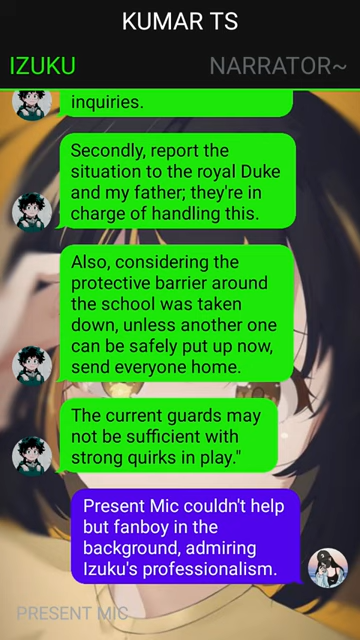 KUMAR TS
IZUKU
NARRATOR~
inquiries.
Secondly, report the
situation to the royal Duke
and my father; they're in
charge of handling this.
Also, considering the
protective barrier around
the school was taken
down, unless another one
can be safely put up now,
send everyone home.
The current guards may
not be sufficient with
strong quirks in play."
Present Mic couldn't help
but fanboy in the
background, admiring
Izuku's professionalism.
PRESENT MIC